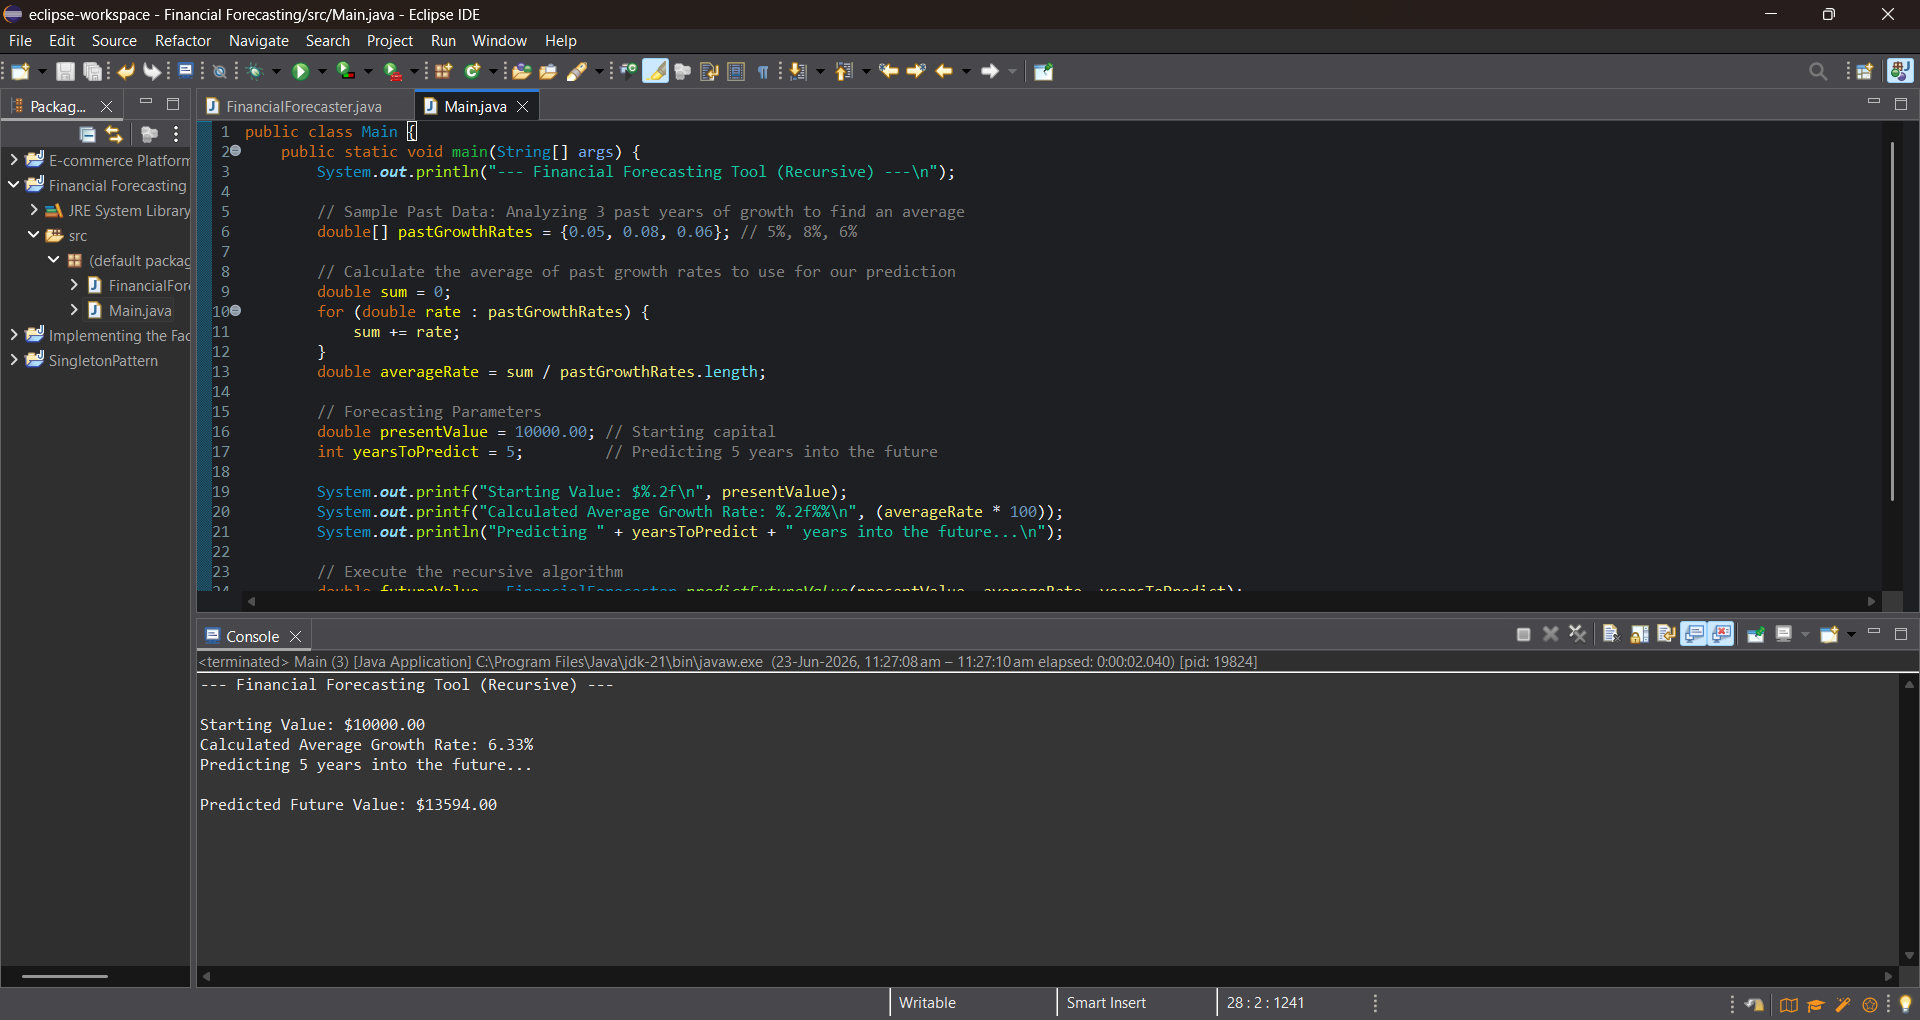 eclipse-workspace - Financial Forecasting/src/Main.java - Eclipse IDE
File Edit Source Refactor Navigate Search Project Run Window Help
Packag...
FinancialForecaster.java
Main.java
E-commerce Platform
Financial Forecasting
JRE System Library
src
(default packag
FinancialFore
Main.java
Implementing the Fac
SingletonPattern
1 public class Main {
2 public static void main(String[] args) {
3 System.out.println("--- Financial Forecasting Tool (Recursive) ---\n");
4
5 // Sample Past Data: Analyzing 3 past years of growth to find an average
6 double[] pastGrowthRates = {0.05, 0.08, 0.06}; // 5%, 8%, 6%
7
8 // Calculate the average of past growth rates to use for our prediction
9 double sum = 0;
10 for (double rate : pastGrowthRates) {
11 sum += rate;
12 }
13 double averageRate = sum / pastGrowthRates.length;
14
15 // Forecasting Parameters
16 double presentValue = 10000.00; // Starting capital
17 int yearsToPredict = 5; // Predicting 5 years into the future
18
19 System.out.printf("Starting Value: $%.2f\n", presentValue);
20 System.out.printf("Calculated Average Growth Rate: %.2f%%\n", (averageRate * 100));
21 System.out.println("Predicting " + yearsToPredict + " years into the future...\n");
22
23 // Execute the recursive algorithm
24 double futureValue = FinancialForecaster.predictFutureValue(presentValue, averageRate, yearsToPredict);
Console
<terminated> Main (3) [Java Application] C:\Program Files\Java\jdk-21\bin\javaw.exe (23-Jun-2026, 11:27:08 am – 11:27:10 am elapsed: 0:00:02.040) [pid: 19824]
--- Financial Forecasting Tool (Recursive) ---
Starting Value: $10000.00
Calculated Average Growth Rate: 6.33%
Predicting 5 years into the future...
Predicted Future Value: $13594.00
Writable
Smart Insert
28 : 2 : 1241